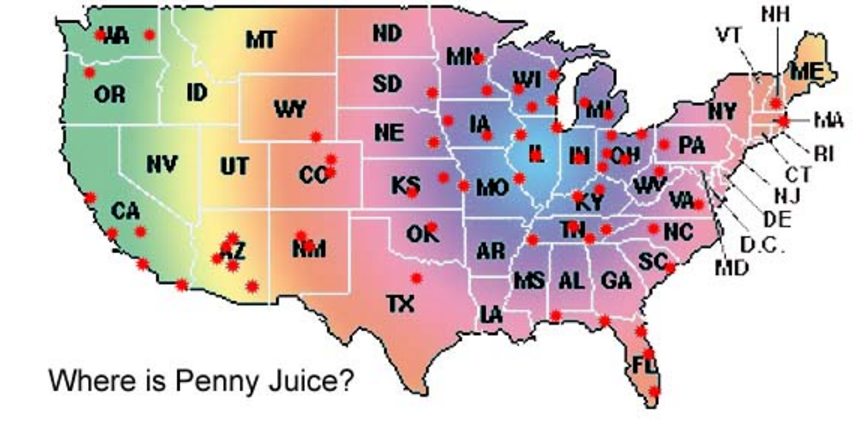 NH
VT
WA
MT
ND
MN
ME
OR
ID
SD
WI
MI
NY
WY
MA
NE
IA
PA
RI
NV
UT
CO
IL
IN
OH
CT
KS
MO
WV
VA
NJ
CA
KY
DE
AZ
NM
OK
TN
NC
D.C.
AR
SC
MD
MS
AL
GA
TX
LA
FL
Where is Penny Juice?